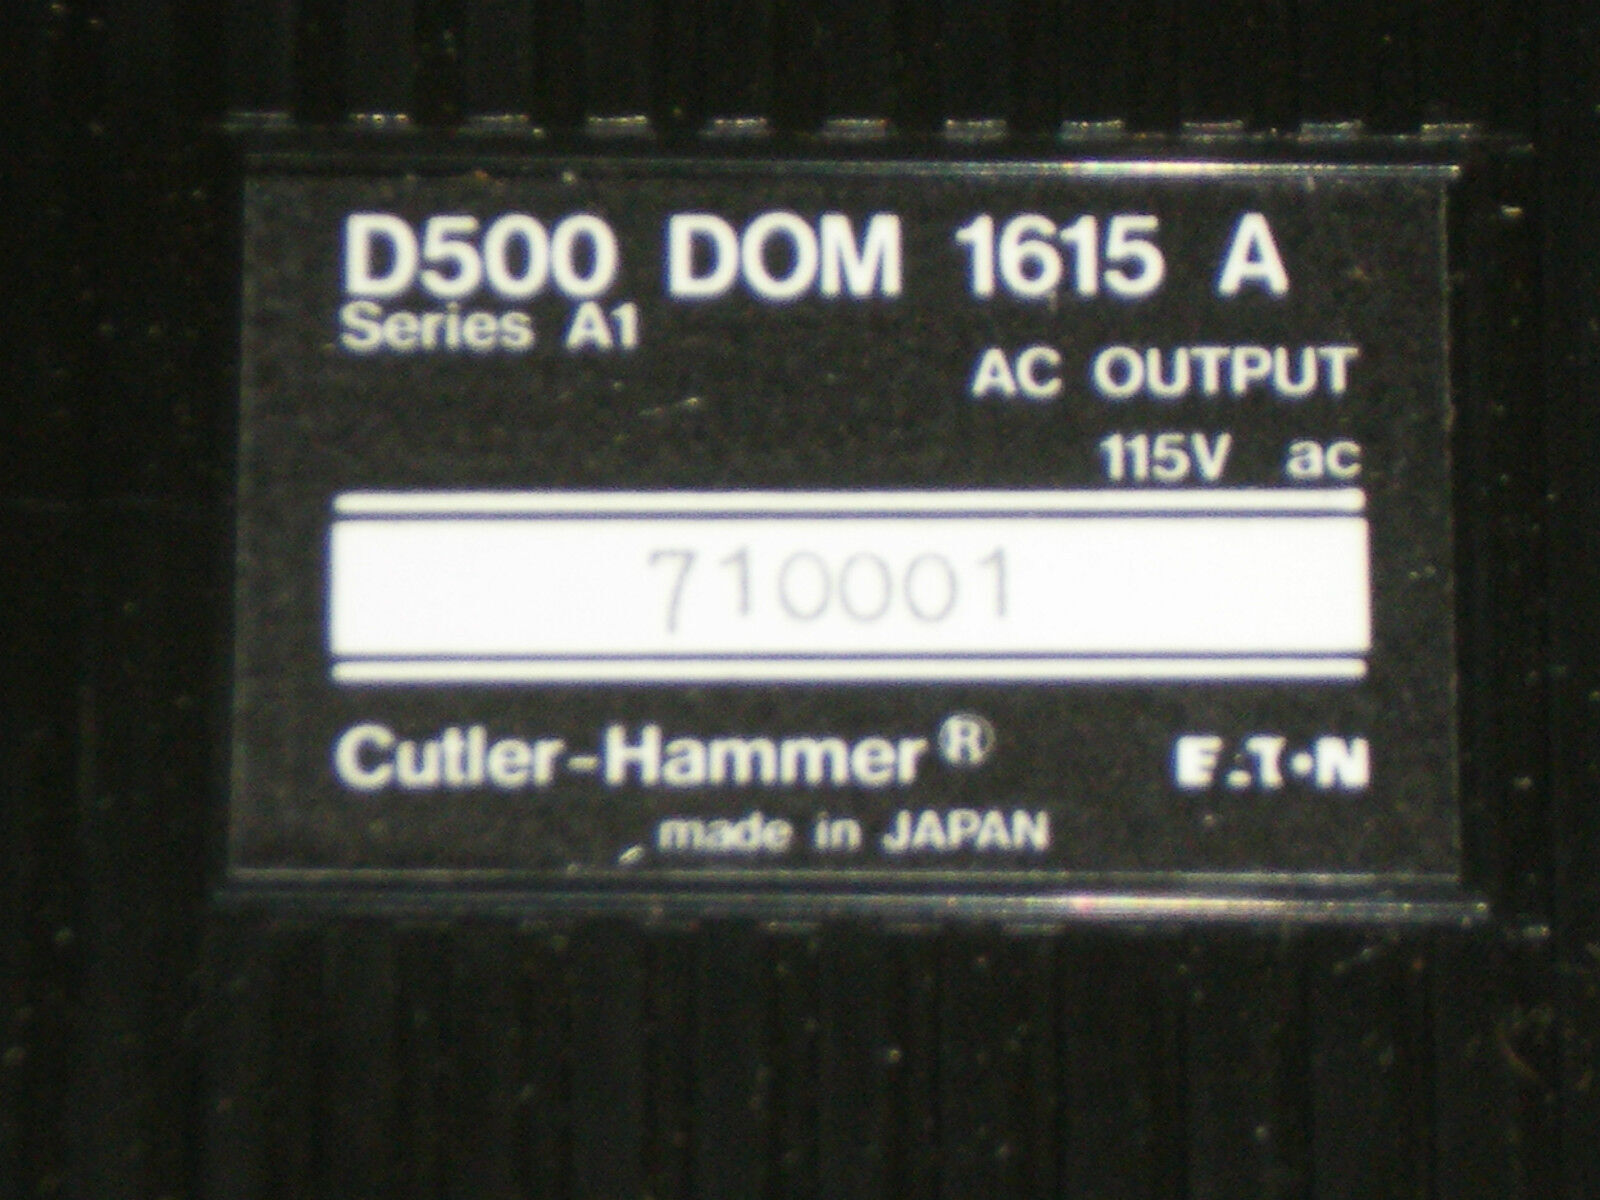 D500 DOM 1615 A
Series A1
AC OUTPUT
115V ac
710001
Cutler-Hammer®
E.T•N
made in JAPAN